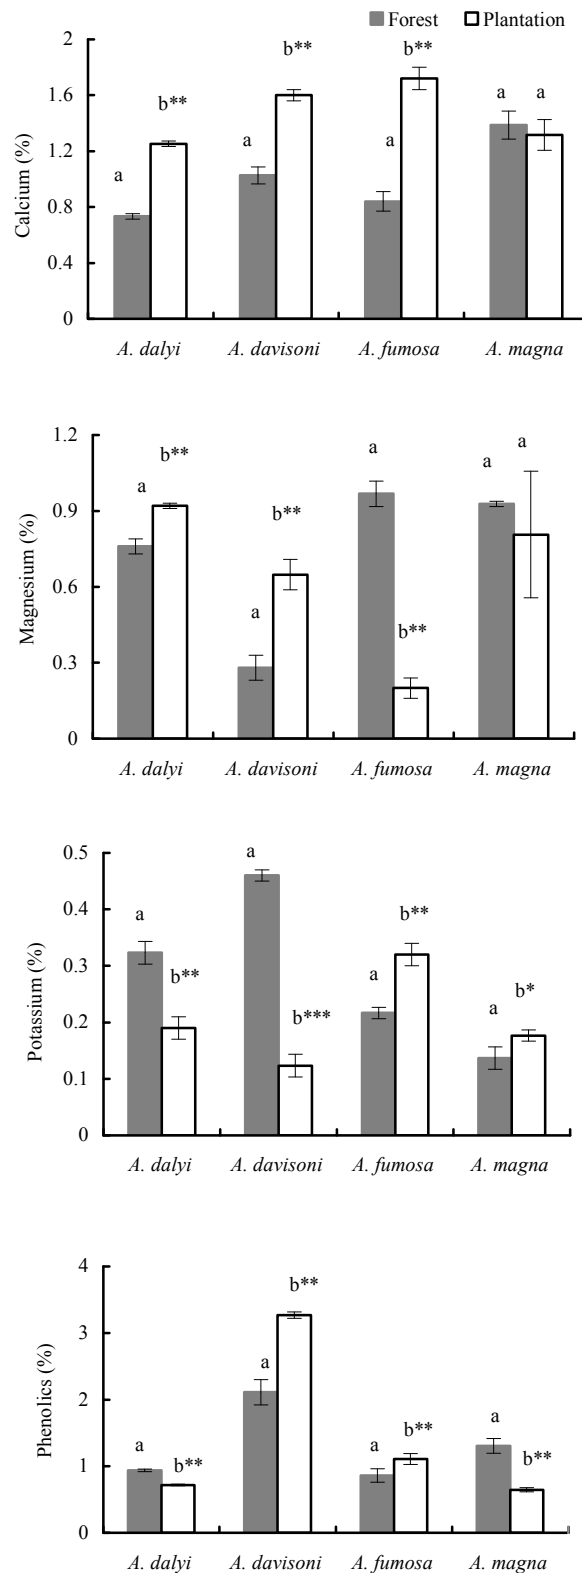 Forest Plantation
2
1.6
1.2
0.8
0.4
0
Calcium (%)
a b** a b** a b** a a
A. dalyi A. davisoni A. fumosa A. magna
1.2
0.9
0.6
0.3
0
Magnesium (%)
a b** a b** a b** a a
A. dalyi A. davisoni A. fumosa A. magna
0.5
0.4
0.3
0.2
0.1
0
Potassium (%)
a b** a b*** a b** a b*
A. dalyi A. davisoni A. fumosa A. magna
4
3
2
1
0
Phenolics (%)
a b** a b** a b** a b**
A. dalyi A. davisoni A. fumosa A. magna